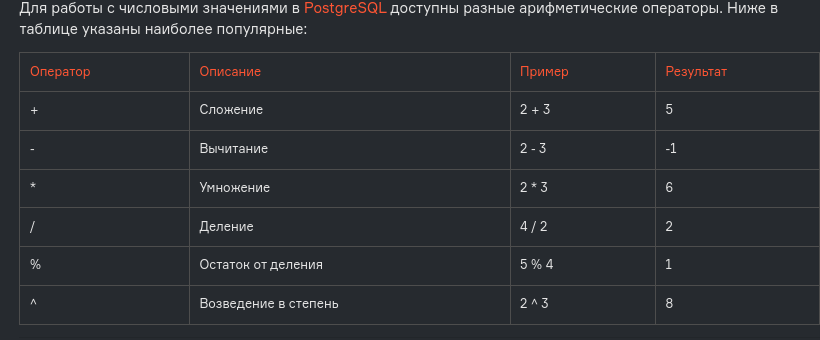 Для работы с числовыми значениями в PostgreSQL доступны разные арифметические операторы. Ниже в
таблице указаны наиболее популярные:
Оператор Описание Пример Результат
+ Сложение 2 + 3 5
- Вычитание 2 - 3 -1
* Умножение 2 * 3 6
/ Деление 4 / 2 2
% Остаток от деления 5 % 4 1
^ Возведение в степень 2 ^ 3 8